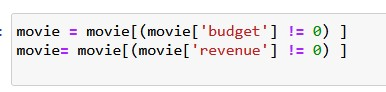 movie = movie[(movie['budget'] != 0) ]
movie= movie[(movie['revenue'] != 0) ]